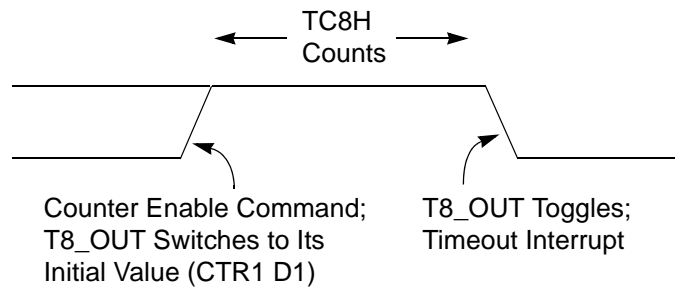 TC8H
Counts
Counter Enable Command;
T8_OUT Switches to Its
Initial Value (CTR1 D1)
T8_OUT Toggles;
Timeout Interrupt